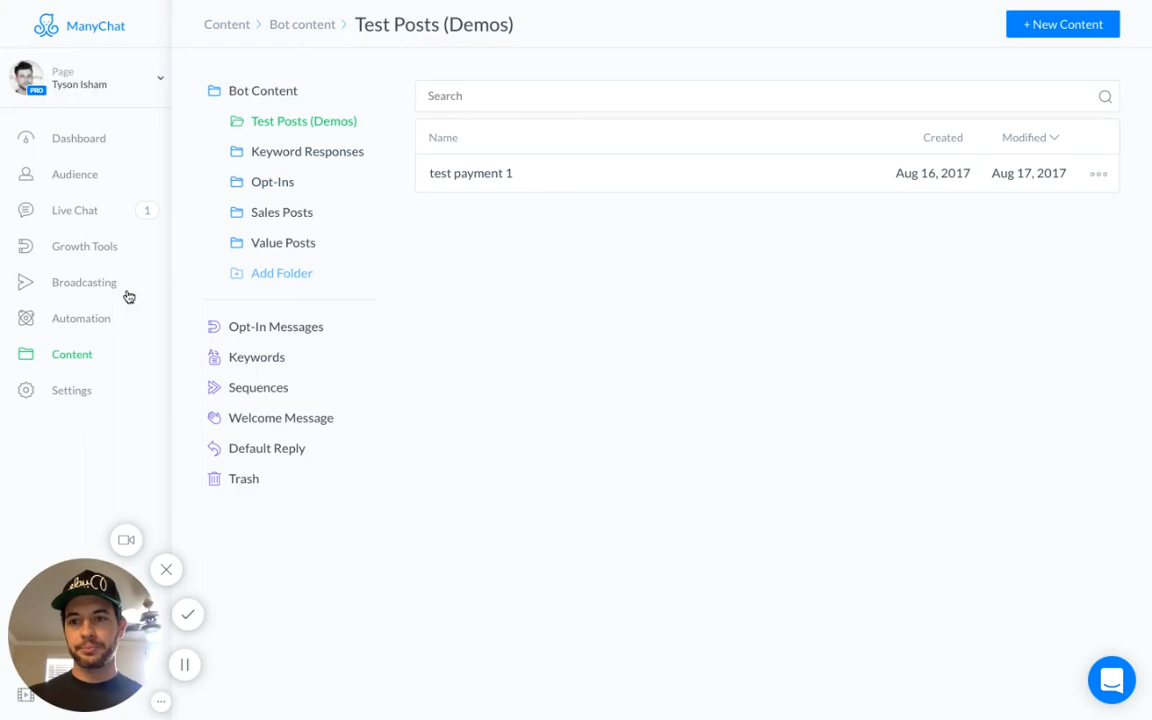 ManyChat
Content > Bot content > Test Posts (Demos)
+ New Content
Page
Tyson Isham
PRO
Dashboard
Audience
Live Chat 1
Growth Tools
Broadcasting
Automation
Content
Settings
Bot Content
Test Posts (Demos)
Keyword Responses
Opt-Ins
Sales Posts
Value Posts
Add Folder
Opt-In Messages
Keywords
Sequences
Welcome Message
Default Reply
Trash
Search
Name Created Modified
test payment 1 Aug 16, 2017 Aug 17, 2017